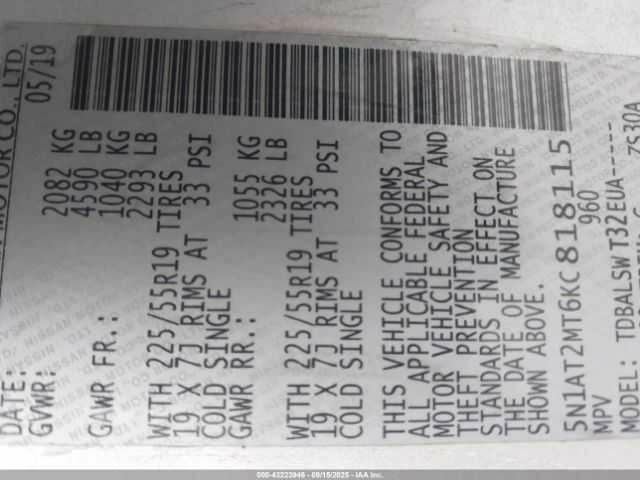 MOTOR CO., LTD.
DATE: 05/19
GVWR: 2082 KG
4590 LB
GAWR FR.: 1040 KG
2293 LB
WITH 225/55R19 TIRES
19 X 7J RIMS AT 33 PSI
COLD SINGLE
GAWR RR.: 1055 KG
2326 LB
WITH 225/55R19 TIRES
19 X 7J RIMS AT 33 PSI
COLD SINGLE
THIS VEHICLE CONFORMS TO
ALL APPLICABLE FEDERAL
MOTOR VEHICLE SAFETY AND
THEFT PREVENTION
STANDARDS IN EFFECT ON
THE DATE OF MANUFACTURE
SHOWN ABOVE.
5N1AT2MT6KC818115
MPV 960
MODEL: TDBALSW T32EUA-----
ZS30A
000-43223946 - 09/15/2025 - IAA Inc.